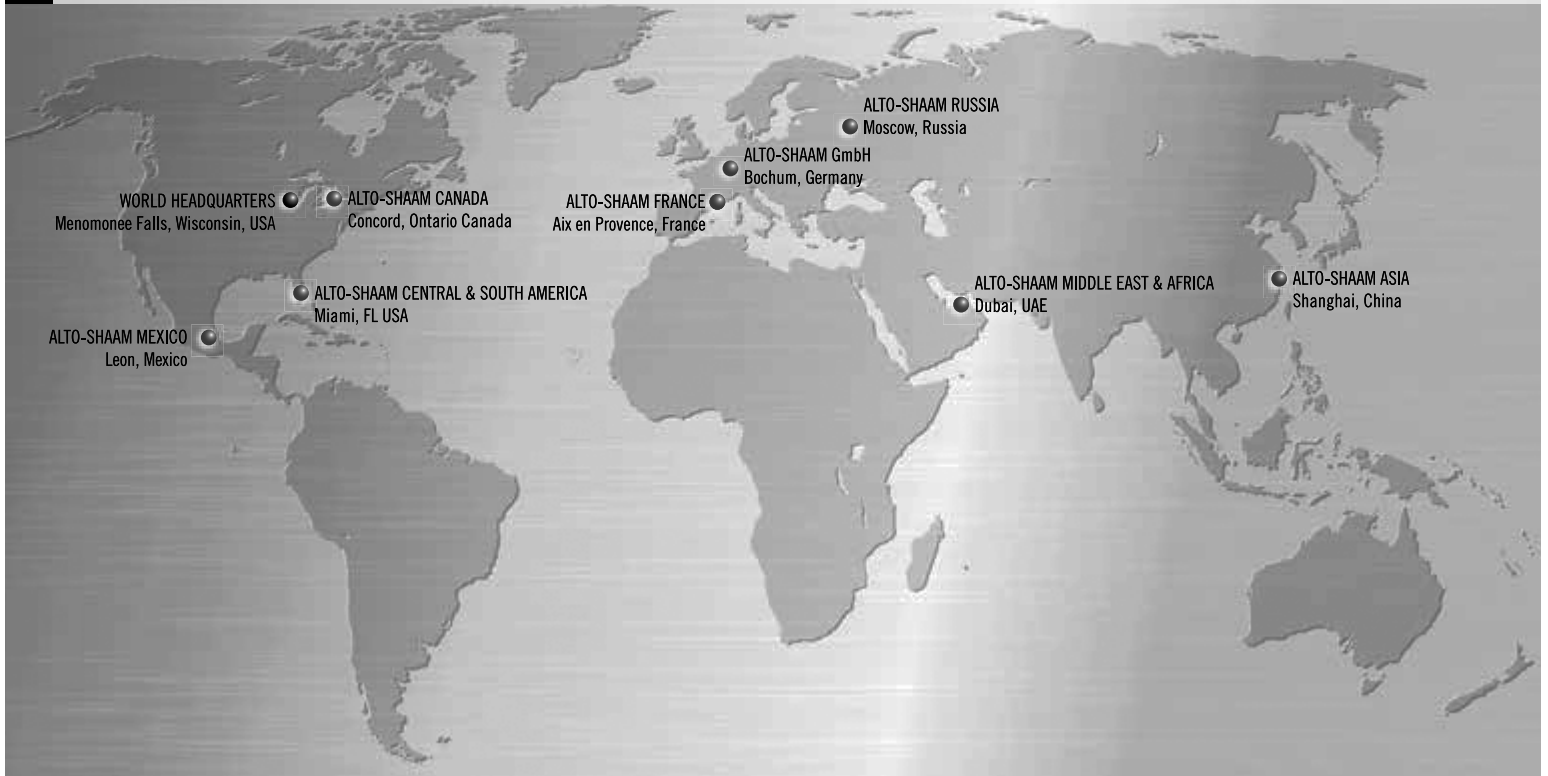 ALTO-SHAAM RUSSIA
Moscow, Russia
ALTO-SHAAM GmbH
Bochum, Germany
WORLD HEADQUARTERS
Menomonee Falls, Wisconsin, USA
ALTO-SHAAM CANADA
Concord, Ontario Canada
ALTO-SHAAM FRANCE
Aix en Provence, France
ALTO-SHAAM CENTRAL & SOUTH AMERICA
Miami, FL USA
ALTO-SHAAM MIDDLE EAST & AFRICA
Dubai, UAE
ALTO-SHAAM ASIA
Shanghai, China
ALTO-SHAAM MEXICO
Leon, Mexico